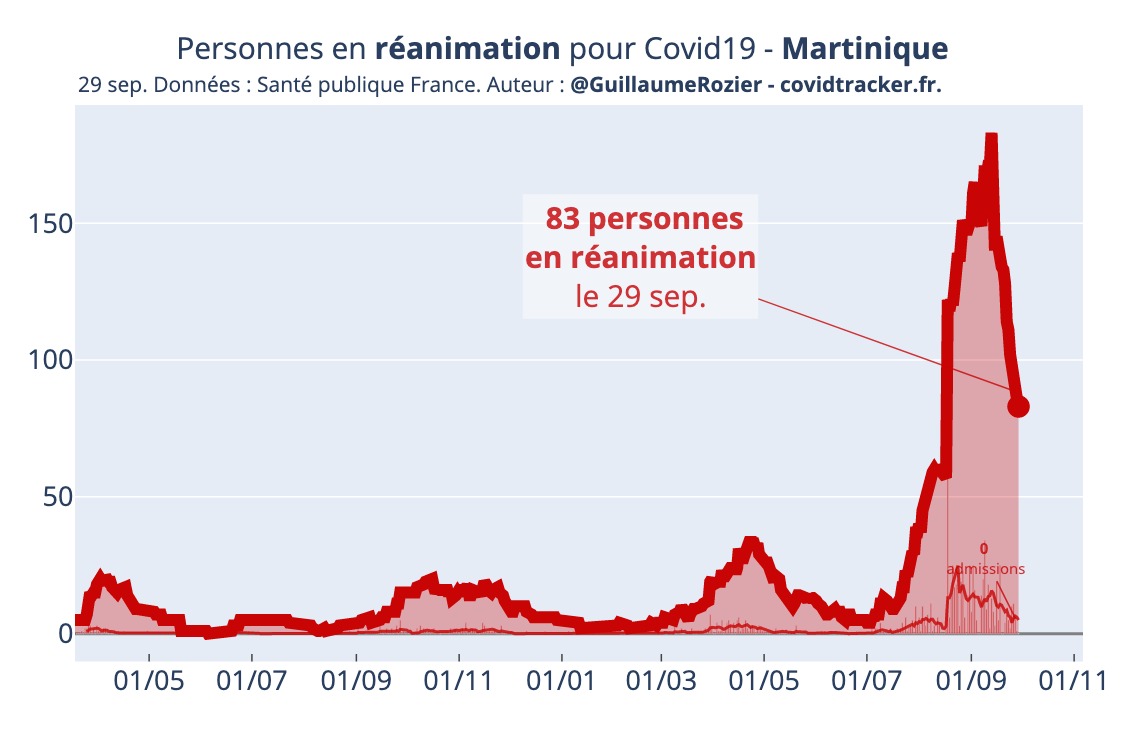 Personnes en réanimation pour Covid19 - Martinique
29 sep. Données : Santé publique France. Auteur : @GuillaumeRozier - covidtracker.fr.
83 personnes
en réanimation
le 29 sep.
150
100
50
0
0
admissions
01/05 01/07 01/09 01/11 01/01 01/03 01/05 01/07 01/09 01/11